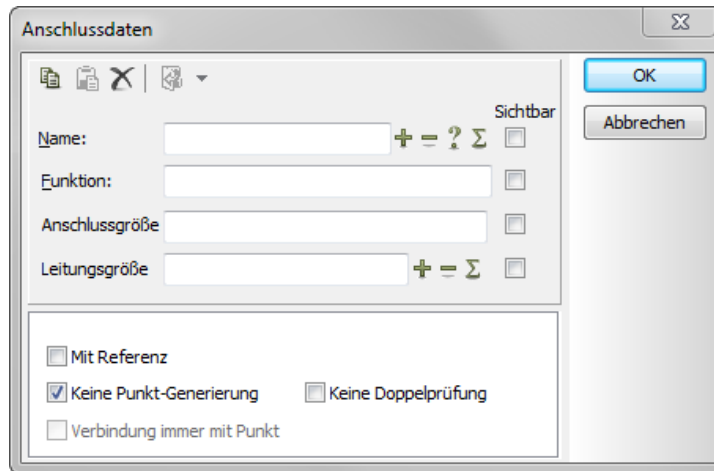 Anschlussdaten
OK
Abbrechen
Sichtbar
Name:
Funktion:
Anschlussgröße
Leitungsgröße
Mit Referenz
Keine Punkt-Generierung Keine Doppelprüfung
Verbindung immer mit Punkt